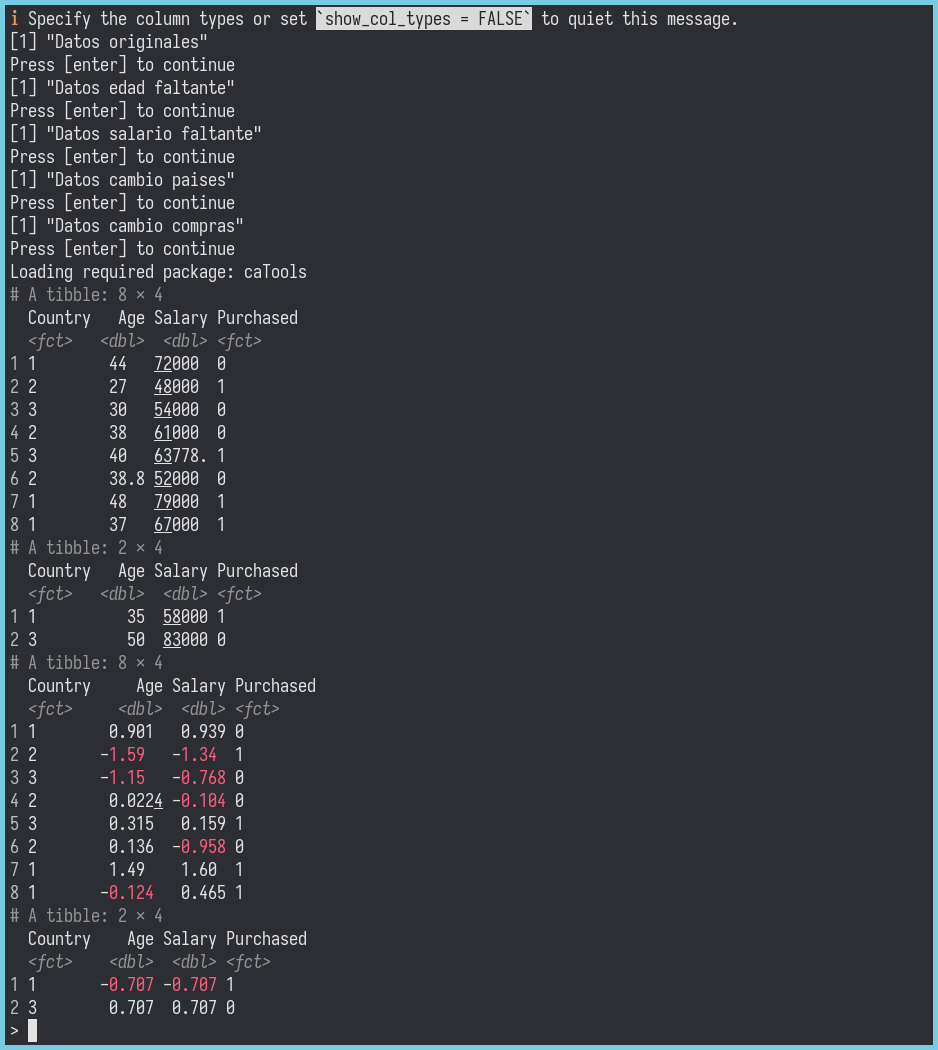 i Specify the column types or set `show_col_types = FALSE` to quiet this message.
[1] "Datos originales"
Press [enter] to continue
[1] "Datos edad faltante"
Press [enter] to continue
[1] "Datos salario faltante"
Press [enter] to continue
[1] "Datos cambio paises"
Press [enter] to continue
[1] "Datos cambio compras"
Press [enter] to continue
Loading required package: caTools
# A tibble: 8 × 4
  Country   Age Salary Purchased
  <fct>   <dbl>  <dbl> <fct>
1 1        44   72000  0
2 2        27   48000  1
3 3        30   54000  0
4 2        38   61000  0
5 3        40   63778. 1
6 2        38.8 52000  0
7 1        48   79000  1
8 1        37   67000  1
# A tibble: 2 × 4
  Country   Age Salary Purchased
  <fct>   <dbl>  <dbl> <fct>
1 1          35  58000 1
2 3          50  83000 0
# A tibble: 8 × 4
  Country     Age Salary Purchased
  <fct>     <dbl>  <dbl> <fct>
1 1        0.901   0.939 0
2 2       -1.59   -1.34  1
3 3       -1.15   -0.768 0
4 2        0.0224 -0.104 0
5 3        0.315   0.159 1
6 2        0.136  -0.958 0
7 1        1.49    1.60  1
8 1       -0.124   0.465 1
# A tibble: 2 × 4
  Country    Age Salary Purchased
  <fct>    <dbl>  <dbl> <fct>
1 1       -0.707 -0.707 1
2 3        0.707  0.707 0
>